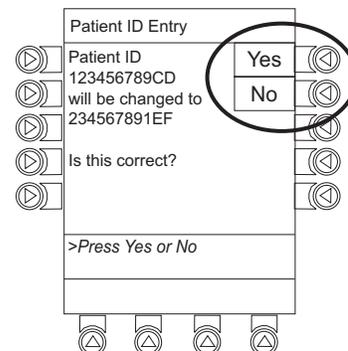 Patient ID Entry
Patient ID
123456789CD
will be changed to
234567891EF
Yes
No
Is this correct?
>Press Yes or No